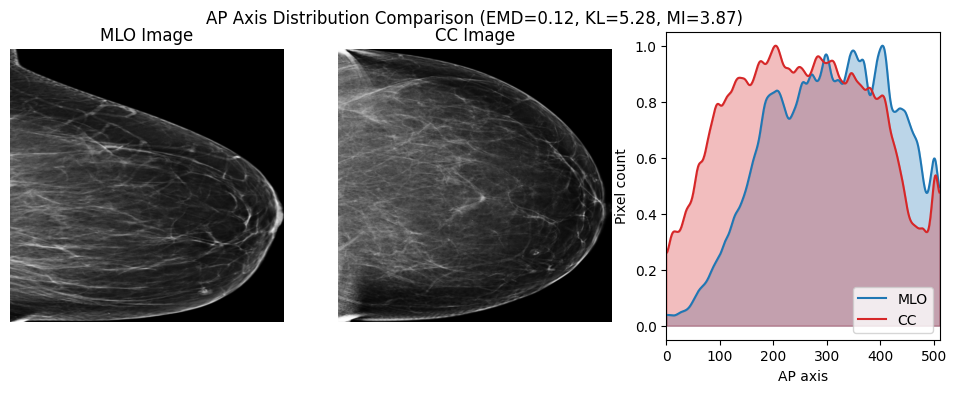 AP Axis Distribution Comparison (EMD=0.12, KL=5.28, MI=3.87)
MLO Image
CC Image
1.0
0.8
0.6
0.4
0.2
0.0
Pixel count
MLO
CC
0 100 200 300 400 500
AP axis